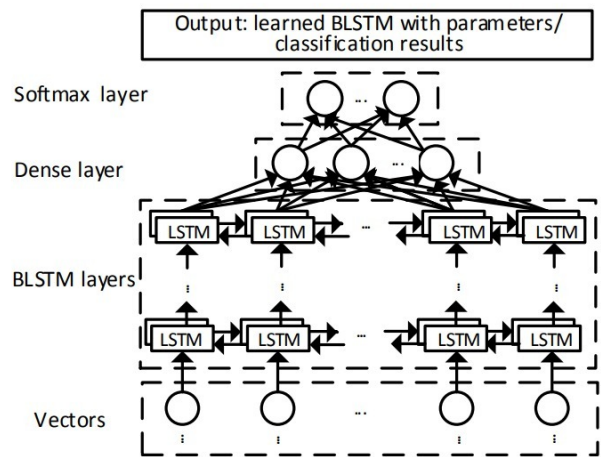 Output: learned BLSTM with parameters/
classification results
Softmax layer
...
Dense layer
...
LSTM LSTM ... LSTM LSTM
BLSTM layers
LSTM LSTM ... LSTM LSTM
Vectors
...